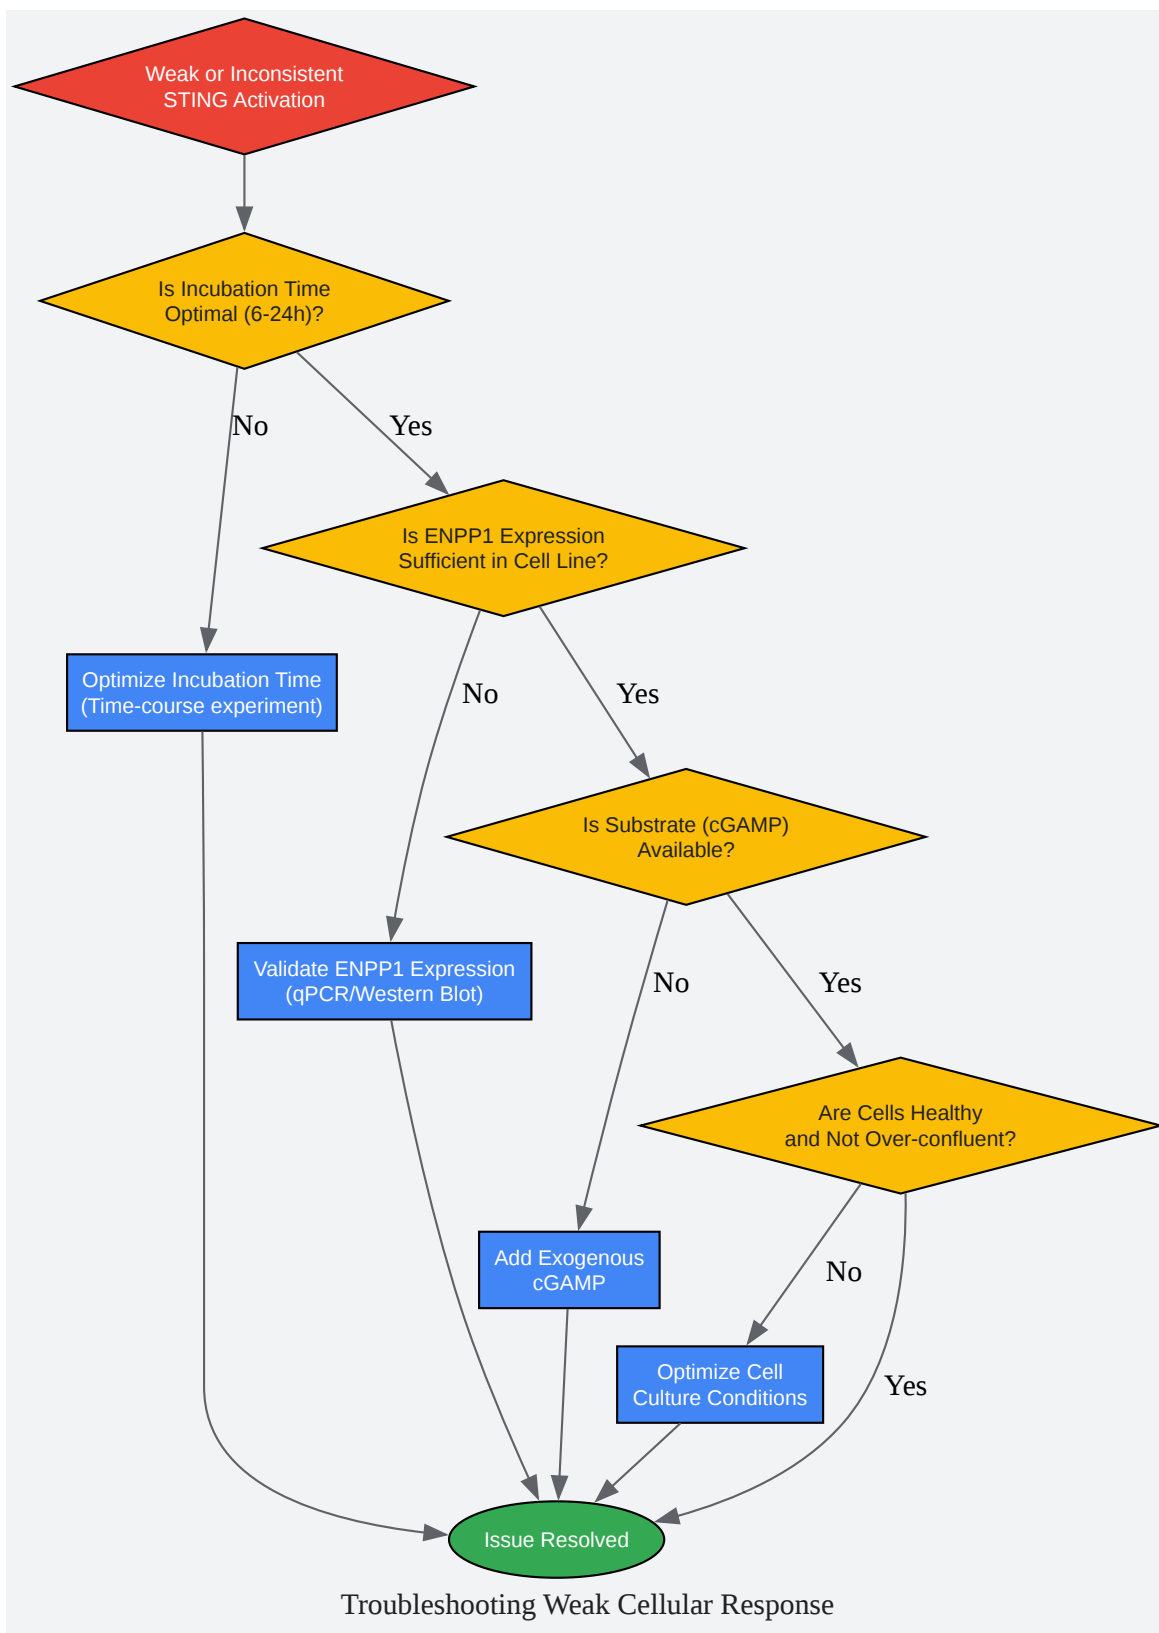 Weak or Inconsistent
STING Activation
Is Incubation Time
Optimal (6-24h)?
No
Yes
Is ENPP1 Expression
Sufficient in Cell Line?
Optimize Incubation Time
(Time-course experiment)
No
Yes
Is Substrate (cGAMP)
Available?
Validate ENPP1 Expression
(qPCR/Western Blot)
No
Yes
Are Cells Healthy
and Not Over-confluent?
Add Exogenous
cGAMP
No
Optimize Cell
Culture Conditions
Yes
Issue Resolved
Troubleshooting Weak Cellular Response